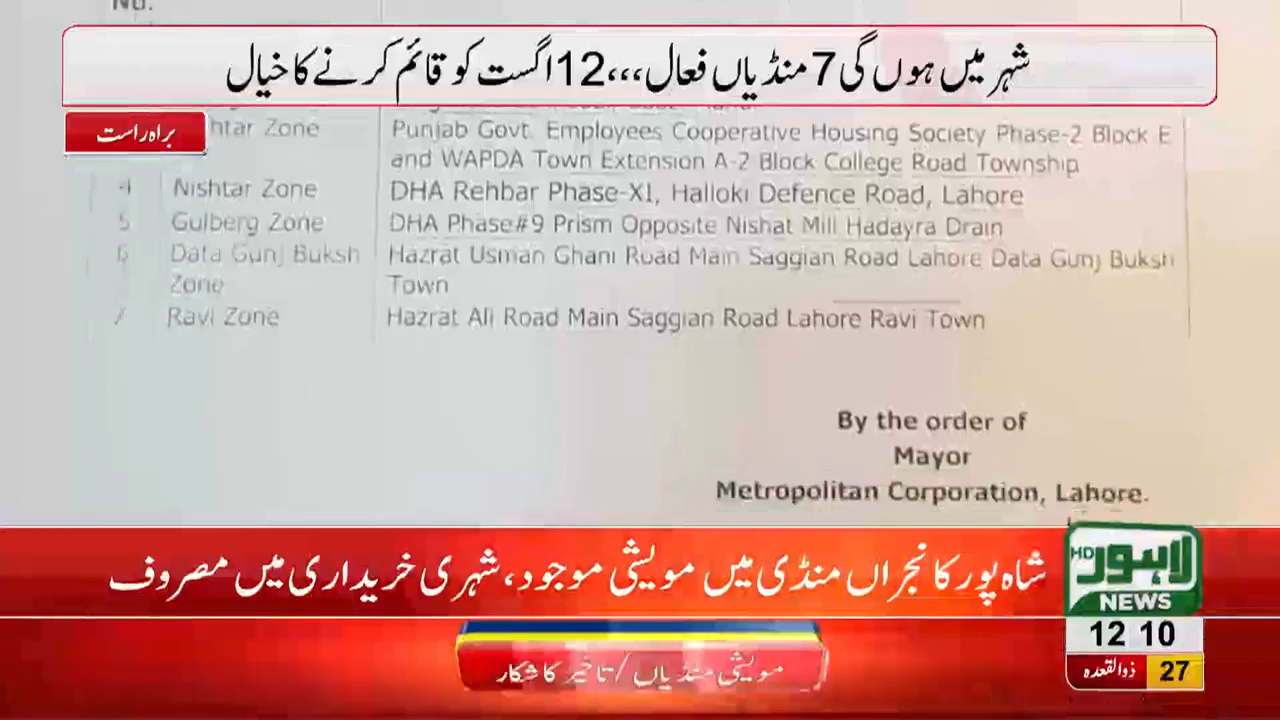 No.
شہر میں ہوں گی 7 منڈیاں فعال،،،12 اگست کو قائم کرنے کا خیال
براہ راست
htar Zone
Punjab Govt. Employees Cooperative Housing Society Phase-2 Block E
and WAPDA Town Extension A-2 Block College Road Township
4 Nishtar Zone DHA Rehbar Phase-XI, Halloki Defence Road, Lahore
5 Gulberg Zone DHA Phase#9 Prism Opposite Nishat Mill Hadayra Drain
6 Data Gunj Buksh Hazrat Usman Ghani Road Main Saggian Road Lahore Data Gunj Buksh
Zone Town
7 Ravi Zone Hazrat Ali Road Main Saggian Road Lahore Ravi Town
By the order of
Mayor
Metropolitan Corporation, Lahore.
شاہ پور کانجراں منڈی میں مویشی موجود، شہری خریداری میں مصروف
لاہور HD
NEWS
12 10
27 ذوالقعدہ
مویشی منڈیاں / تاخیر کا شکار